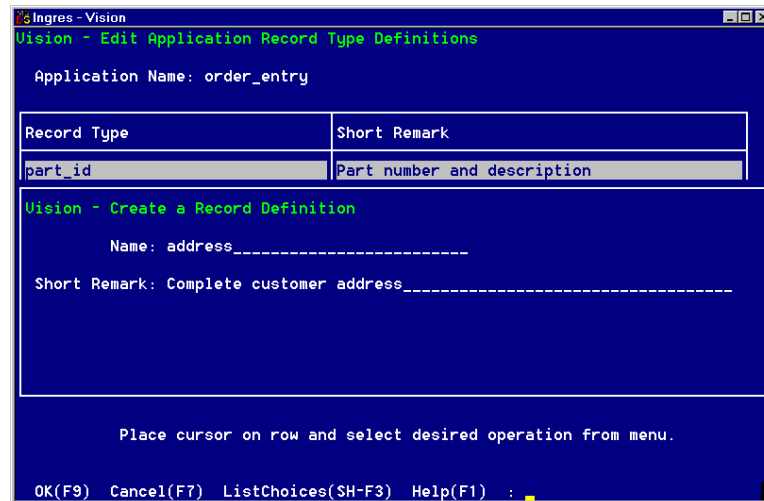 Ingres - Vision
Vision - Edit Application Record Type Definitions
Application Name: order_entry
Record Type Short Remark
part_id Part number and description
Vision - Create a Record Definition
Name: address_________________________
Short Remark: Complete customer address___________________________________
Place cursor on row and select desired operation from menu.
OK(F9) Cancel(F7) ListChoices(SH-F3) Help(F1) : _